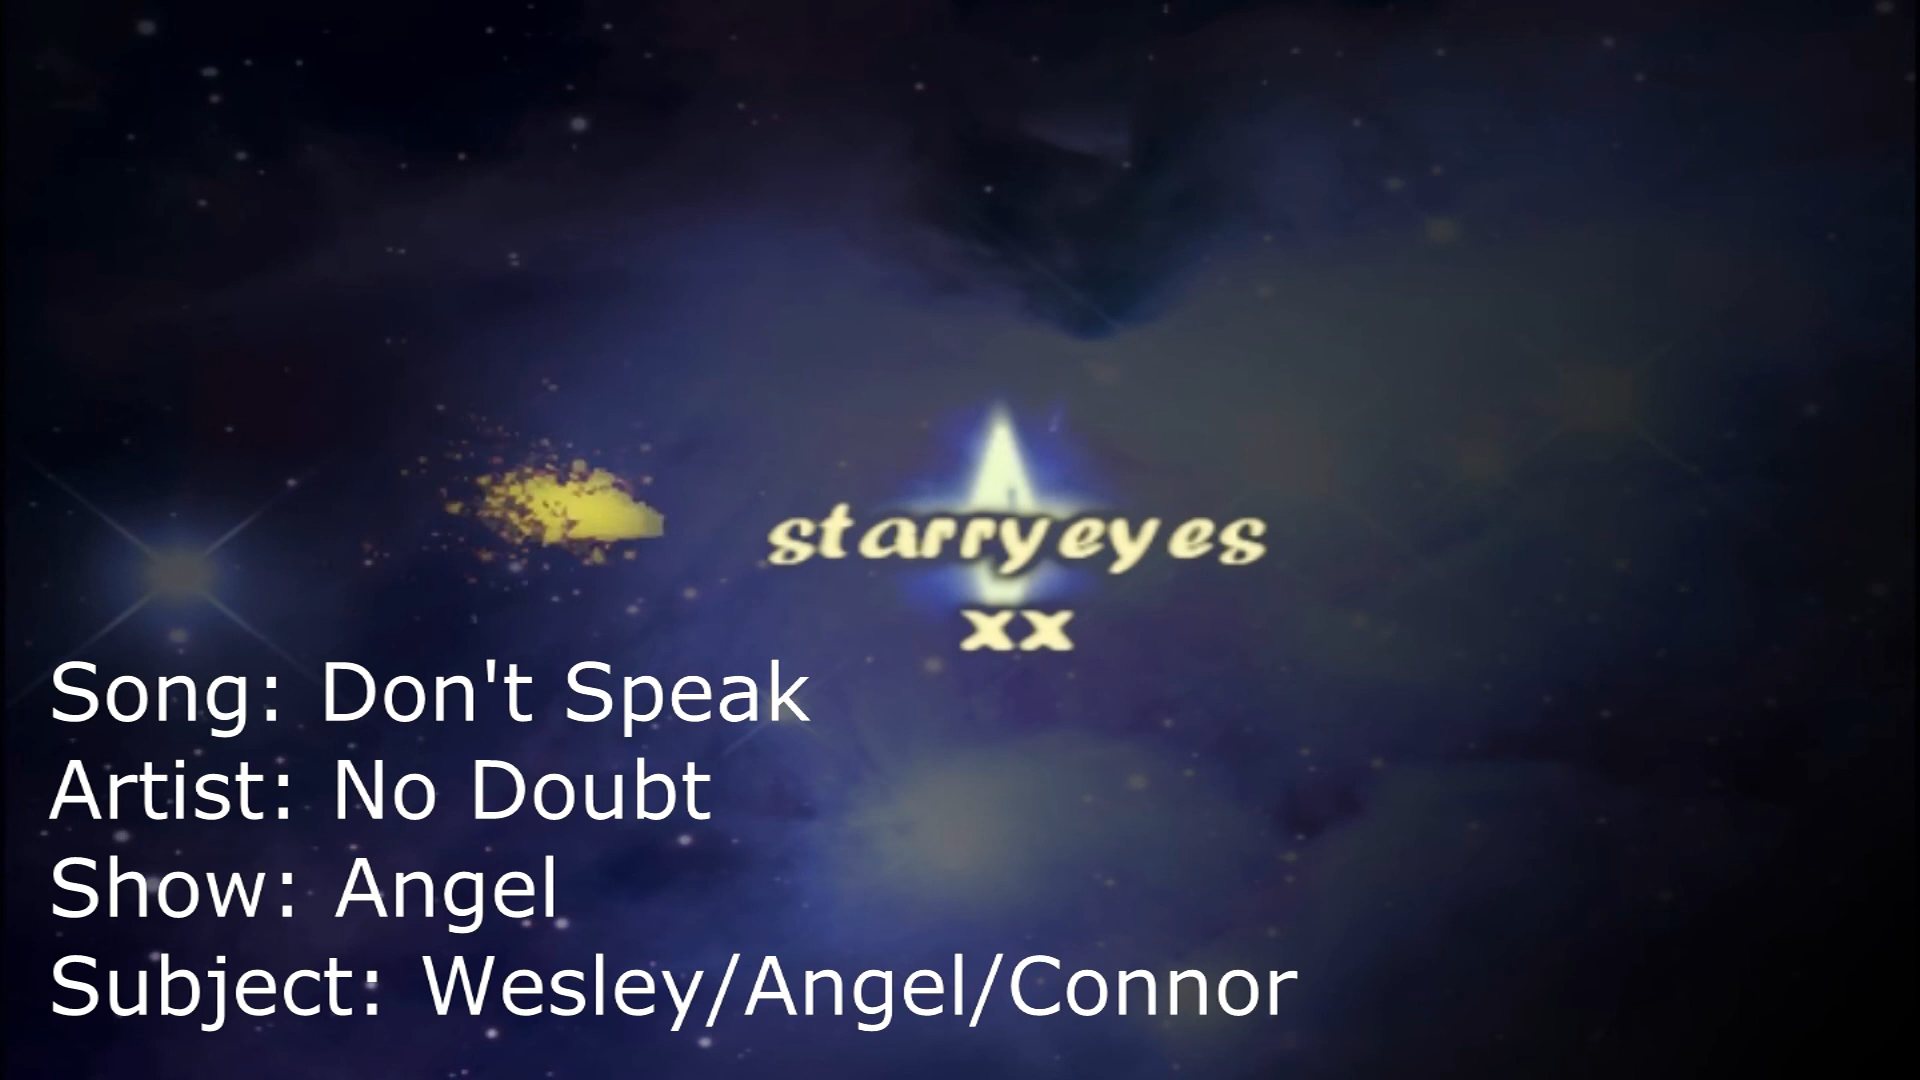 starryeyes
xx
Song: Don't Speak
Artist: No Doubt
Show: Angel
Subject: Wesley/Angel/Connor